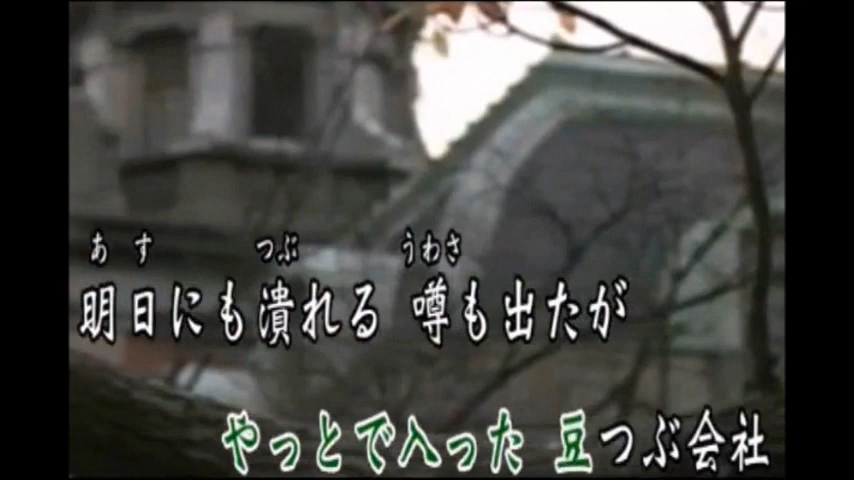 あす つぶ うわさ
明日にも潰れる 噂も出たが
やっとで入った 豆つぶ会社